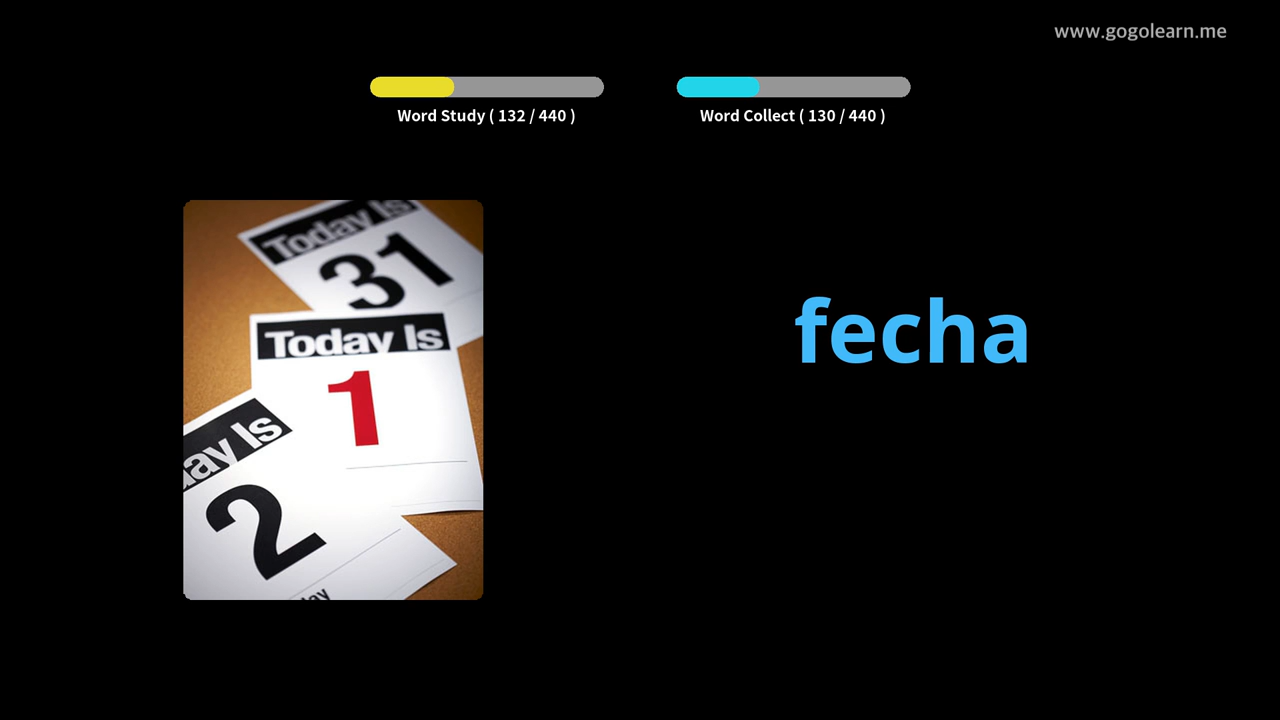 www.gogolearn.me
Word Study ( 132 / 440 )
Word Collect ( 130 / 440 )
Today Is
31
Today Is
1
ay Is
2
fecha